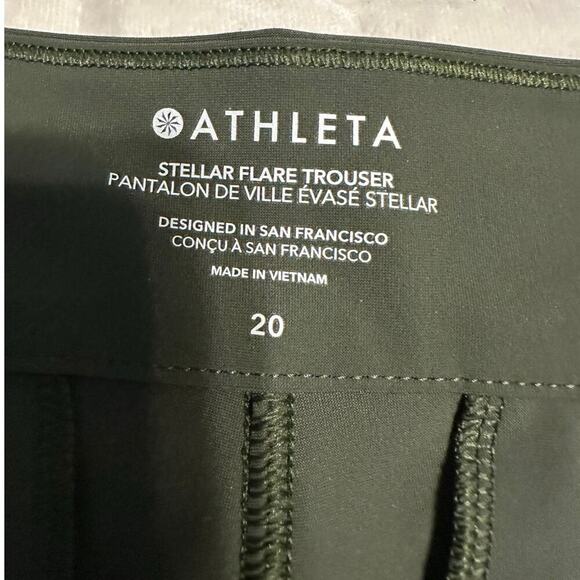 ATHLETA
STELLAR FLARE TROUSER
PANTALON DE VILLE ÉVASÉ STELLAR
DESIGNED IN SAN FRANCISCO
CONÇU À SAN FRANCISCO
MADE IN VIETNAM
20